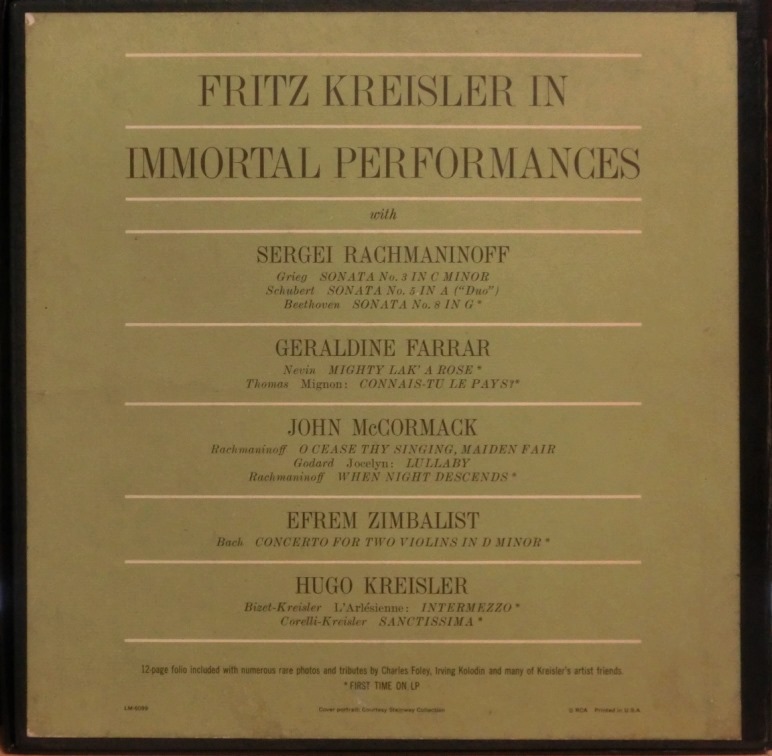 FRITZ KREISLER IN
IMMORTAL PERFORMANCES
with
SERGEI RACHMANINOFF
Grieg SONATA No. 3 IN C MINOR
Schubert SONATA No. 5 IN A ("Duo")
Beethoven SONATA No. 8 IN G *
GERALDINE FARRAR
Nevin MIGHTY LAK' A ROSE *
Thomas Mignon: CONNAIS-TU LE PAYS?*
JOHN McCORMACK
Rachmaninoff O CEASE THY SINGING, MAIDEN FAIR
Godard Jocelyn: LULLABY
Rachmaninoff WHEN NIGHT DESCENDS *
EFREM ZIMBALIST
Bach CONCERTO FOR TWO VIOLINS IN D MINOR *
HUGO KREISLER
Bizet-Kreisler L'Arlésienne: INTERMEZZO *
Corelli-Kreisler SANCTISSIMA *
12-page folio included with numerous rare photos and tributes by Charles Foley, Irving Kolodin and many of Kreisler's artist friends.
* FIRST TIME ON LP
Cover portrait: Courtesy Steinway Collection
RCA Printed in U.S.A.